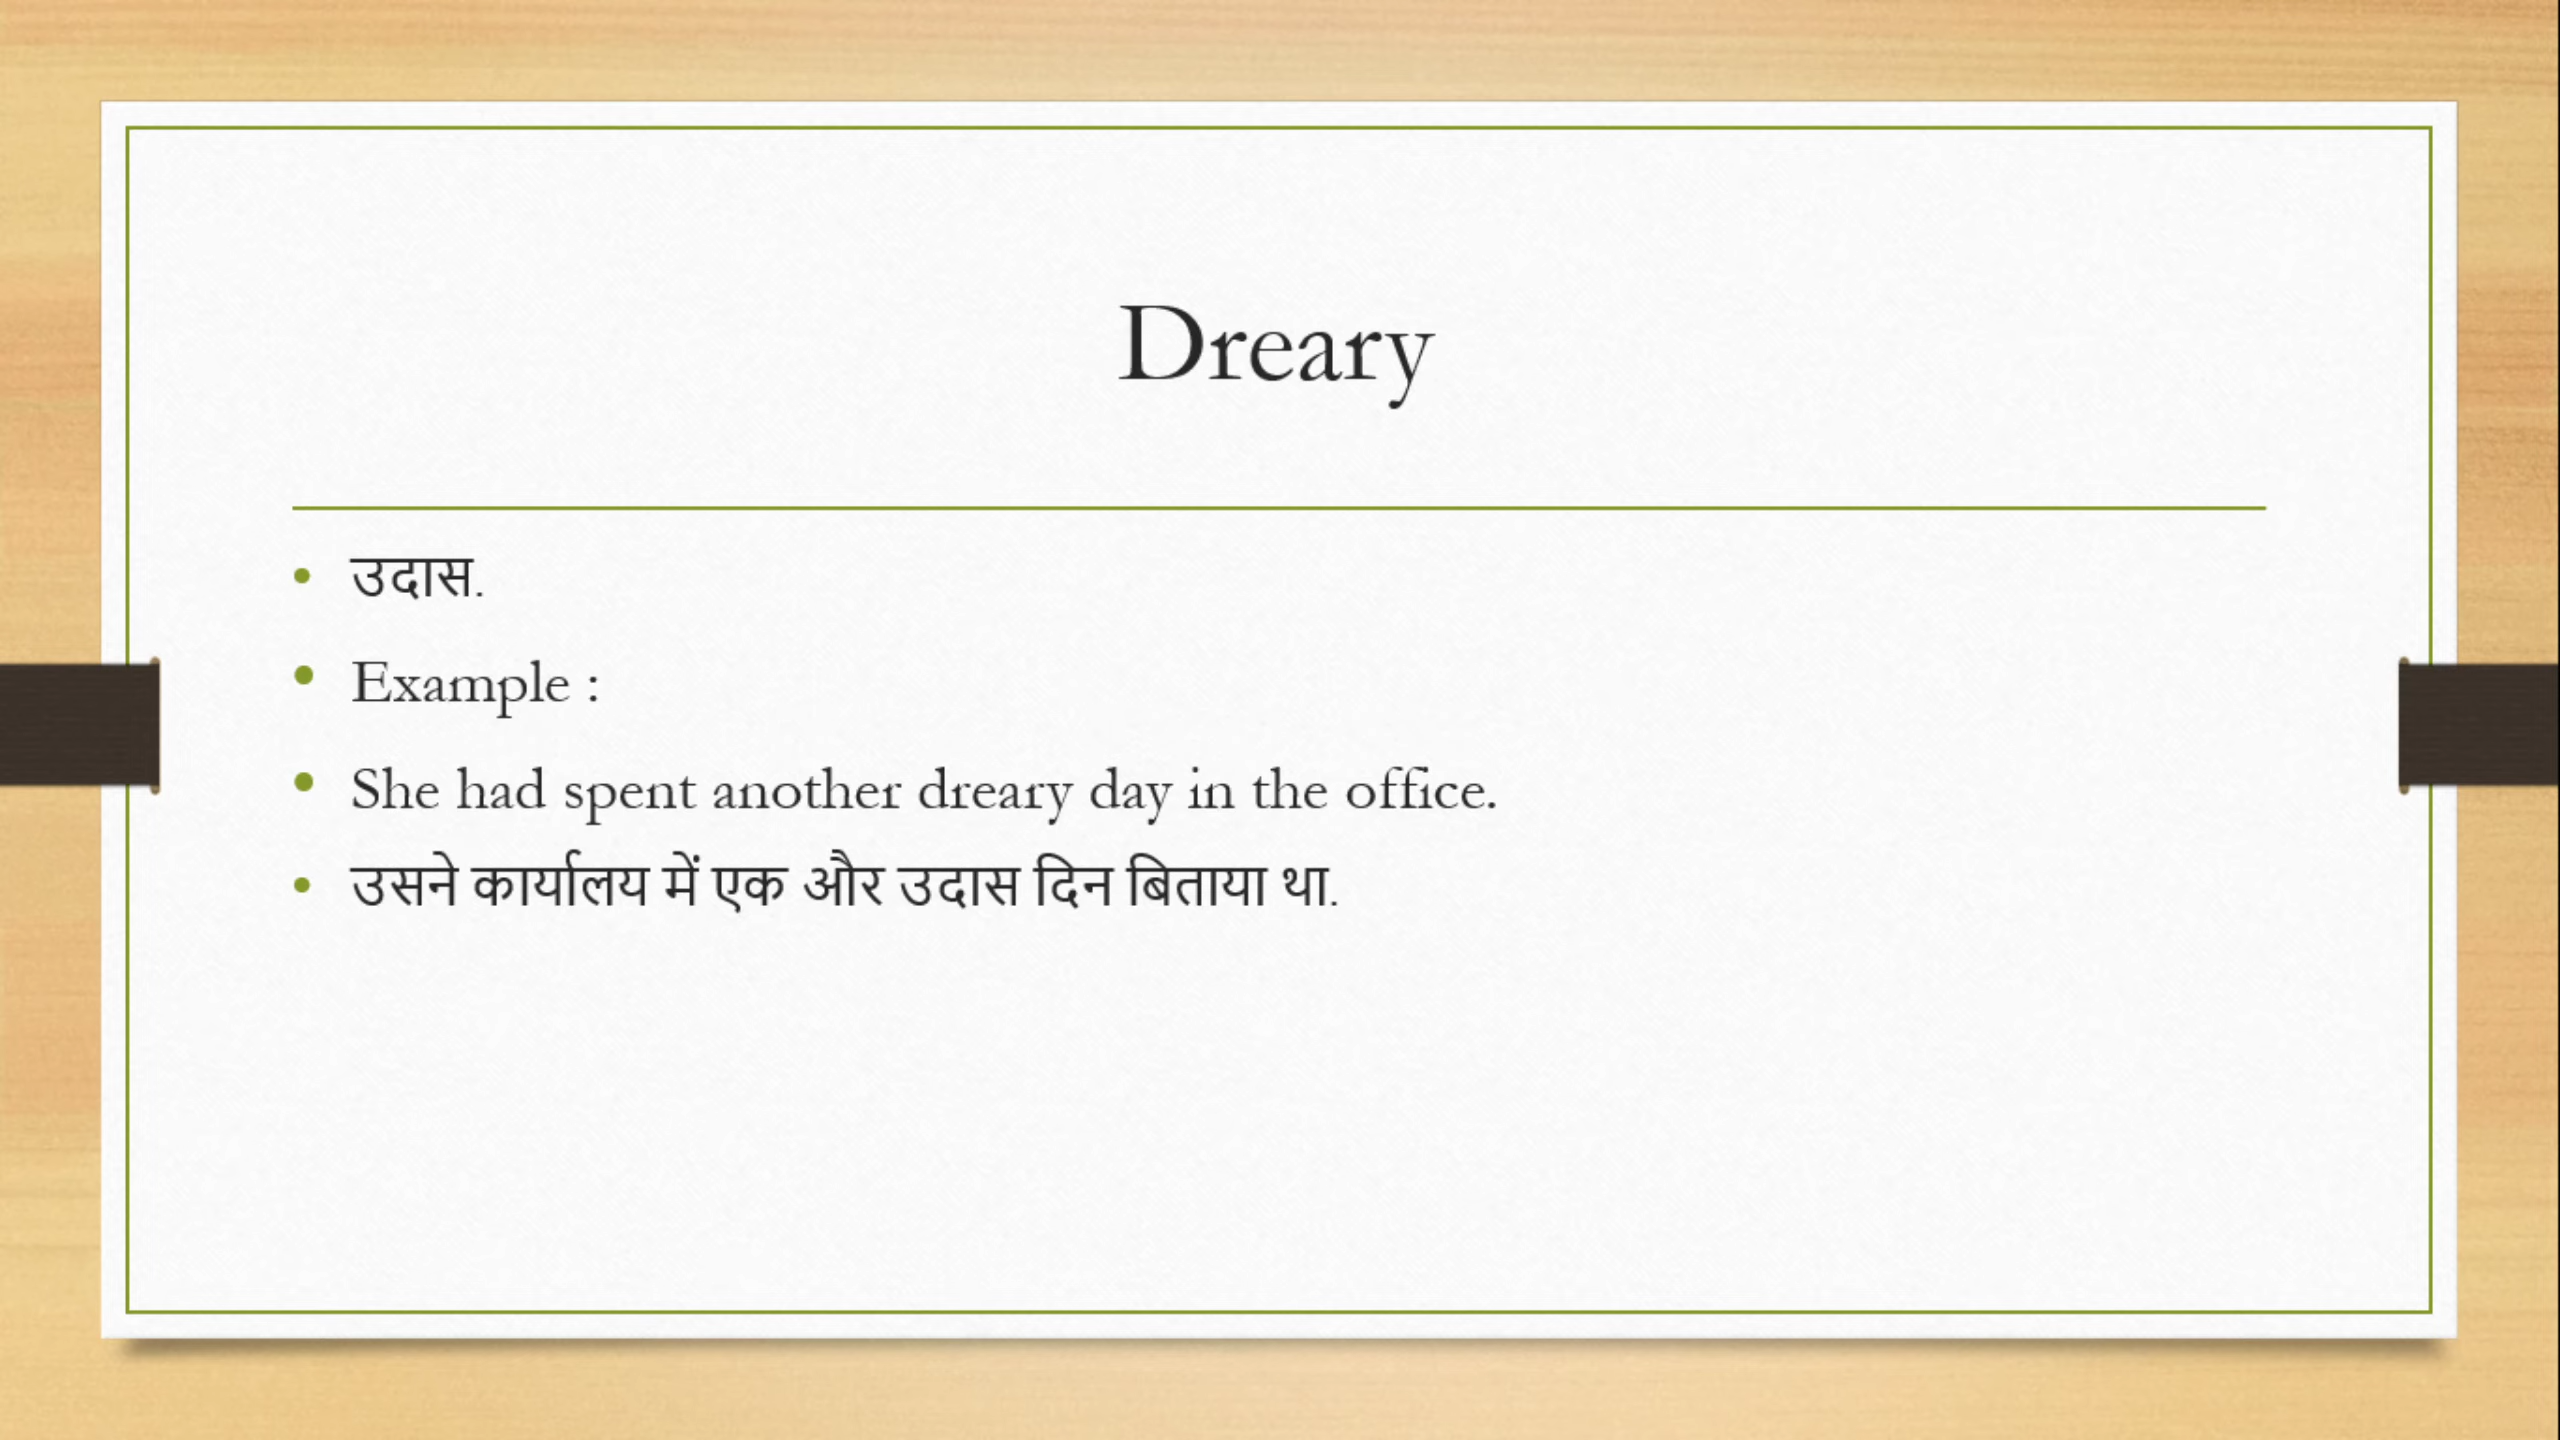 Dreary
उदास.
Example :
She had spent another dreary day in the office.
उसने कार्यालय में एक और उदास दिन बिताया था.